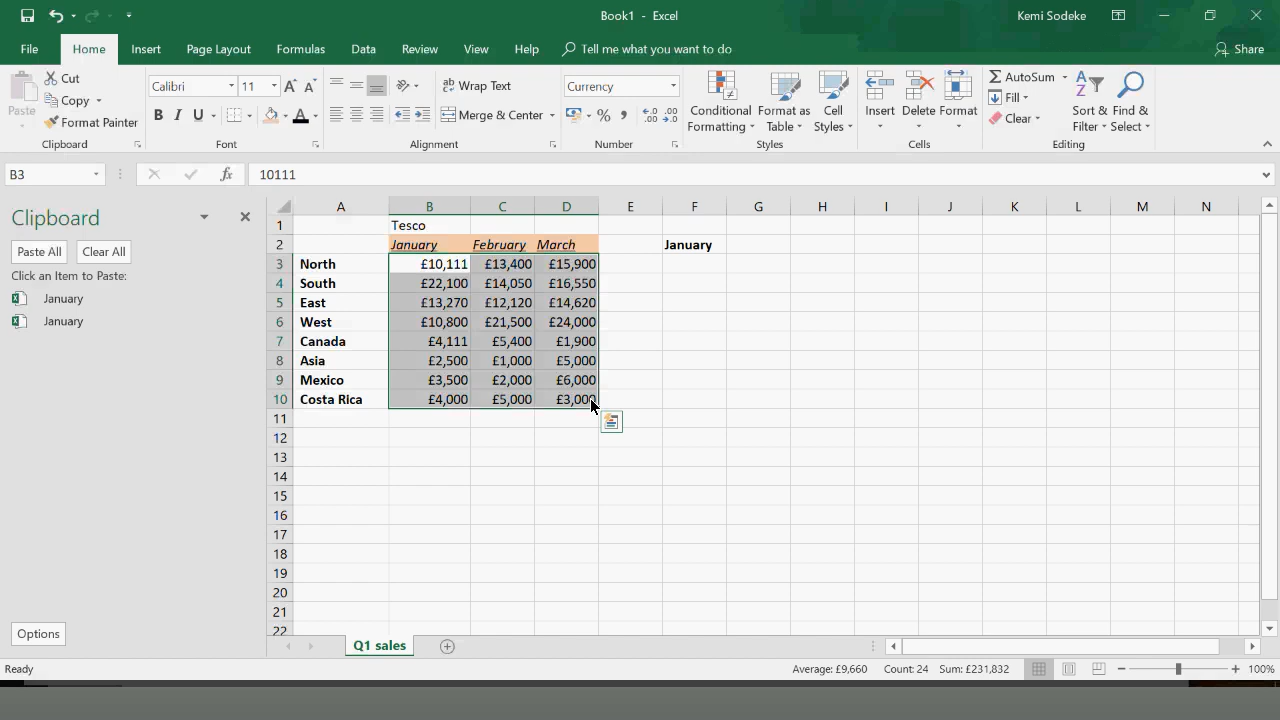 Book1 - Excel
Kemi Sodeke
File Home Insert Page Layout Formulas Data Review View Help Tell me what you want to do Share
Paste
Cut
Copy
Format Painter
Clipboard
Calibri 11
B I U
Font
Wrap Text
Merge & Center
Alignment
Currency
Number
Conditional Formatting
Format as Table
Cell Styles
Styles
Insert
Delete
Format
Cells
AutoSum
Fill
Clear
Sort & Filter
Find & Select
Editing
B3 fx 10111
Clipboard
Paste All Clear All
Click an Item to Paste:
January
January
Options
A B C D E F G H I J K L M N
1 Tesco
2 January February March January
3 North £10,111 £13,400 £15,900
4 South £22,100 £14,050 £16,550
5 East £13,270 £12,120 £14,620
6 West £10,800 £21,500 £24,000
7 Canada £4,111 £5,400 £1,900
8 Asia £2,500 £1,000 £5,000
9 Mexico £3,500 £2,000 £6,000
10 Costa Rica £4,000 £5,000 £3,000
11
12
13
14
15
16
17
18
19
20
21
22
Q1 sales
Ready Average: £9,660 Count: 24 Sum: £231,832 100%